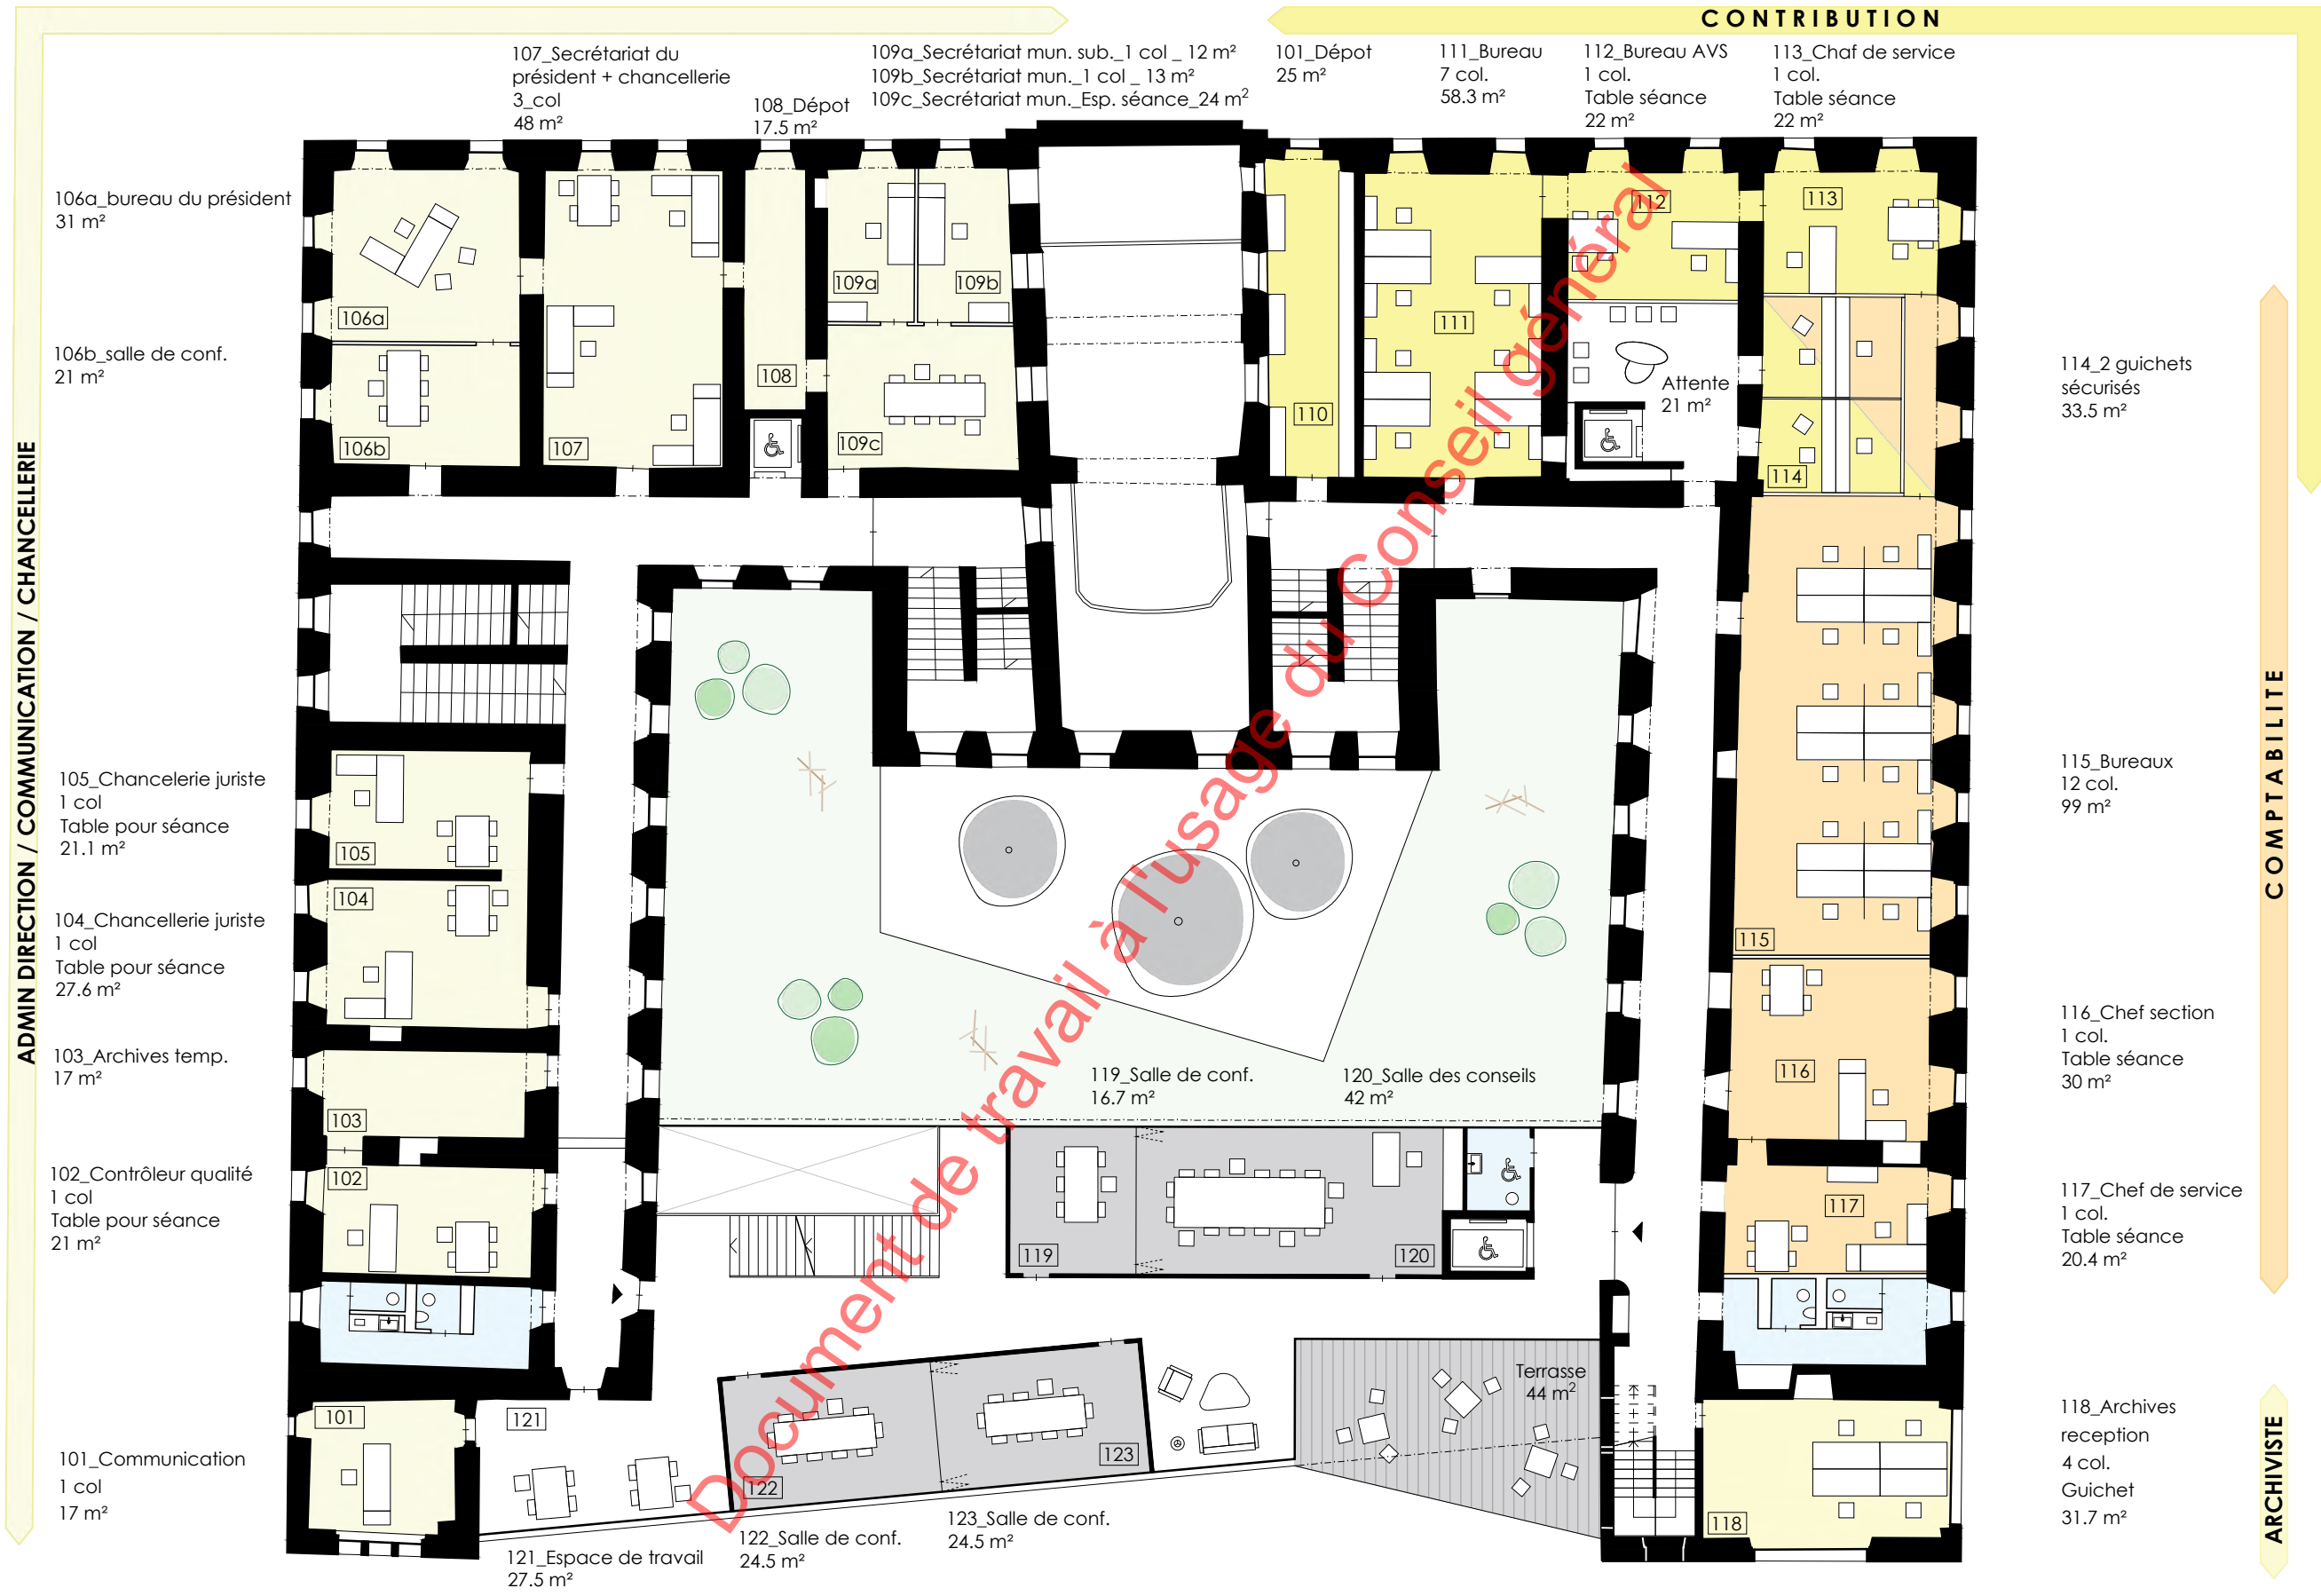 CONTRIBUTION
107_Secrétariat du
président + chancellerie
3_col
48 m²
108_Dépot
17.5 m²
109a_Secrétariat mun. sub._1 col _ 12 m²
109b_Secrétariat mun._1 col _ 13 m²
109c_Secrétariat mun._Esp. séance_24 m²
101_Dépot
25 m²
111_Bureau
7 col.
58.3 m²
112_Bureau AVS
1 col.
Table séance
22 m²
113_Chaf de service
1 col.
Table séance
22 m²
106a_bureau du président
31 m²
106b_salle de conf.
21 m²
106a
106b
107
108
109a
109b
109c
110
111
112
113
Attente
21 m²
114
114_2 guichets
sécurisés
33.5 m²
ADMIN DIRECTION / COMMUNICATION / CHANCELLERIE
COMPTABILITE
105_Chancelerie juriste
1 col
Table pour séance
21.1 m²
105
104
104_Chancellerie juriste
1 col
Table pour séance
27.6 m²
115_Bureaux
12 col.
99 m²
115
103_Archives temp.
17 m²
103
116_Chef section
1 col.
Table séance
30 m²
116
119_Salle de conf.
16.7 m²
120_Salle des conseils
42 m²
102_Contrôleur qualité
1 col
Table pour séance
21 m²
102
119
120
117
117_Chef de service
1 col.
Table séance
20.4 m²
Terrasse
44 m²
101
121
122
123
118
101_Communication
1 col
17 m²
118_Archives
reception
4 col.
Guichet
31.7 m²
ARCHIVISTE
121_Espace de travail
27.5 m²
122_Salle de conf.
24.5 m²
123_Salle de conf.
24.5 m²
Document de travail à l'usage du Conseil général